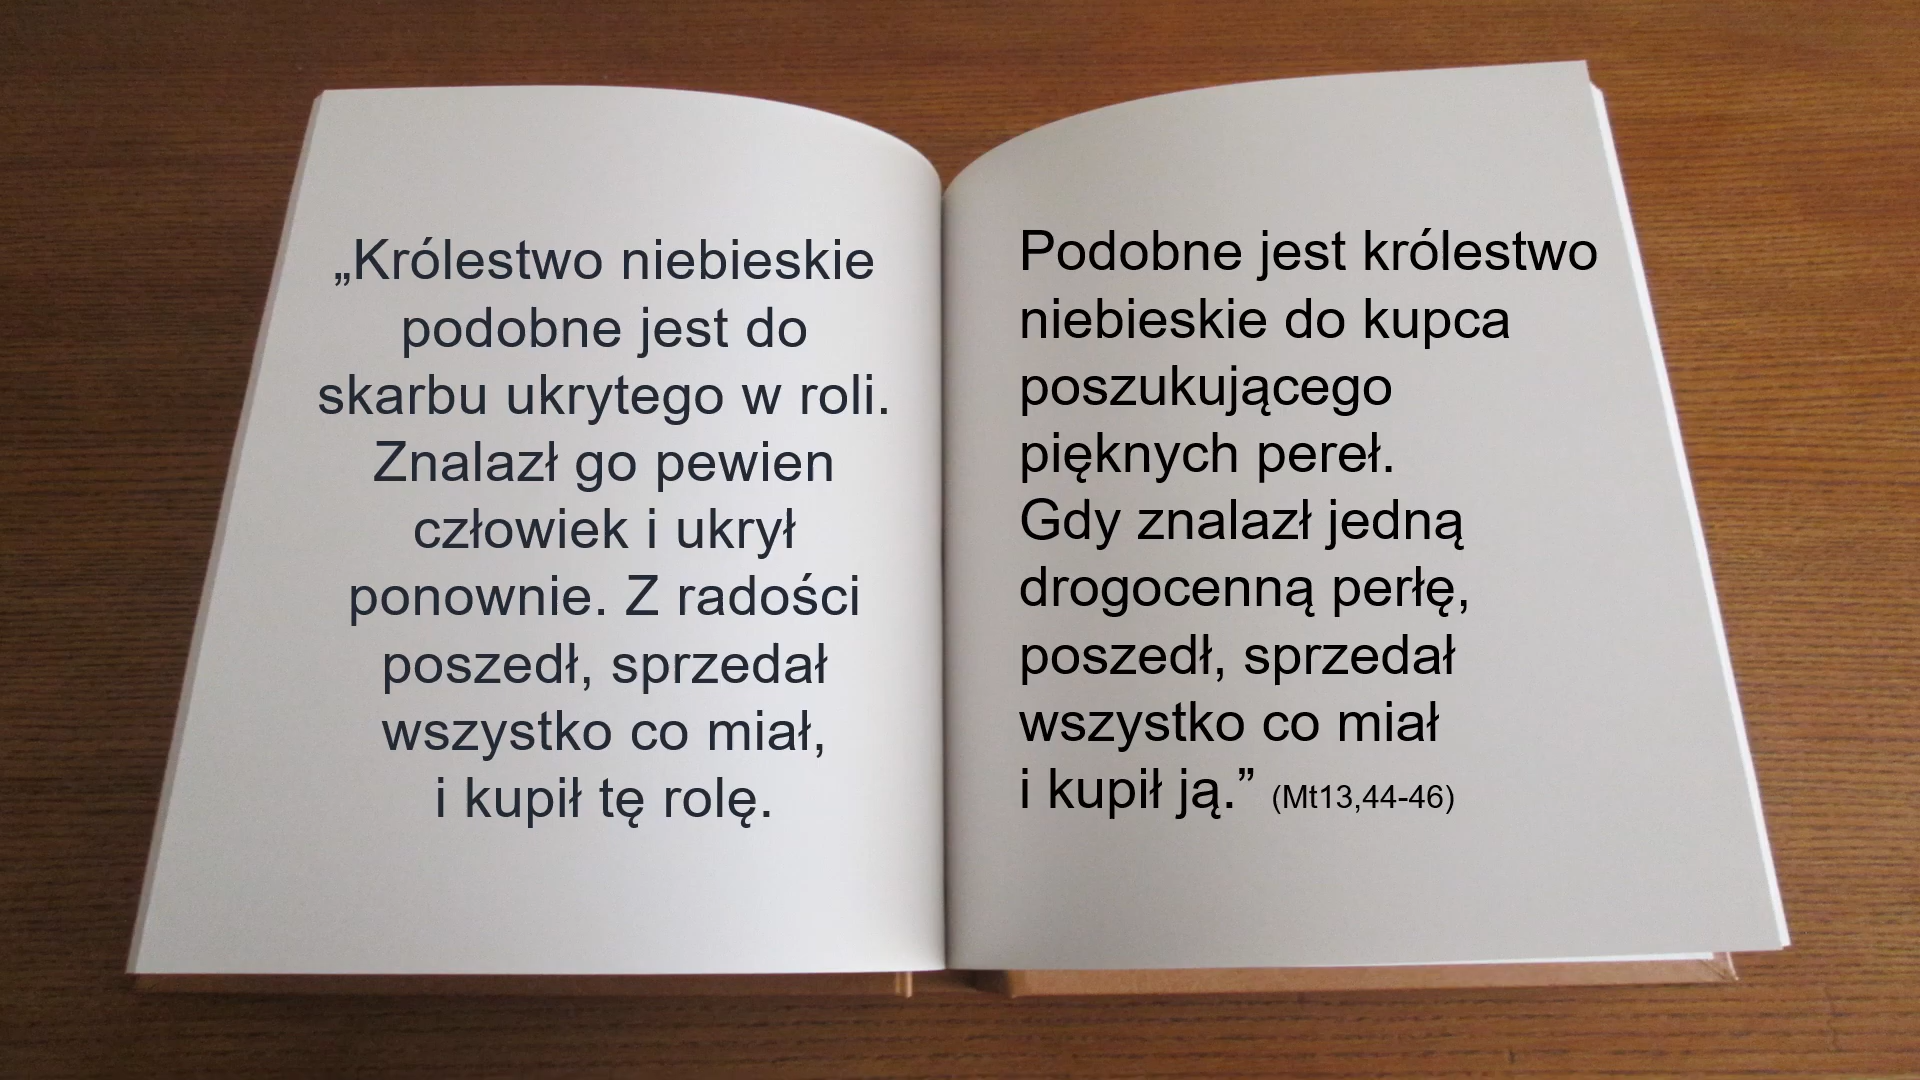 „Królestwo niebieskie
podobne jest do
skarbu ukrytego w roli.
Znalazł go pewien
człowiek i ukrył
ponownie. Z radości
poszedł, sprzedał
wszystko co miał,
i kupił tę rolę.
Podobne jest królestwo
niebieskie do kupca
poszukującego
pięknych pereł.
Gdy znalazł jedną
drogocenną perłę,
poszedł, sprzedał
wszystko co miał
i kupił ją.” (Mt13,44-46)